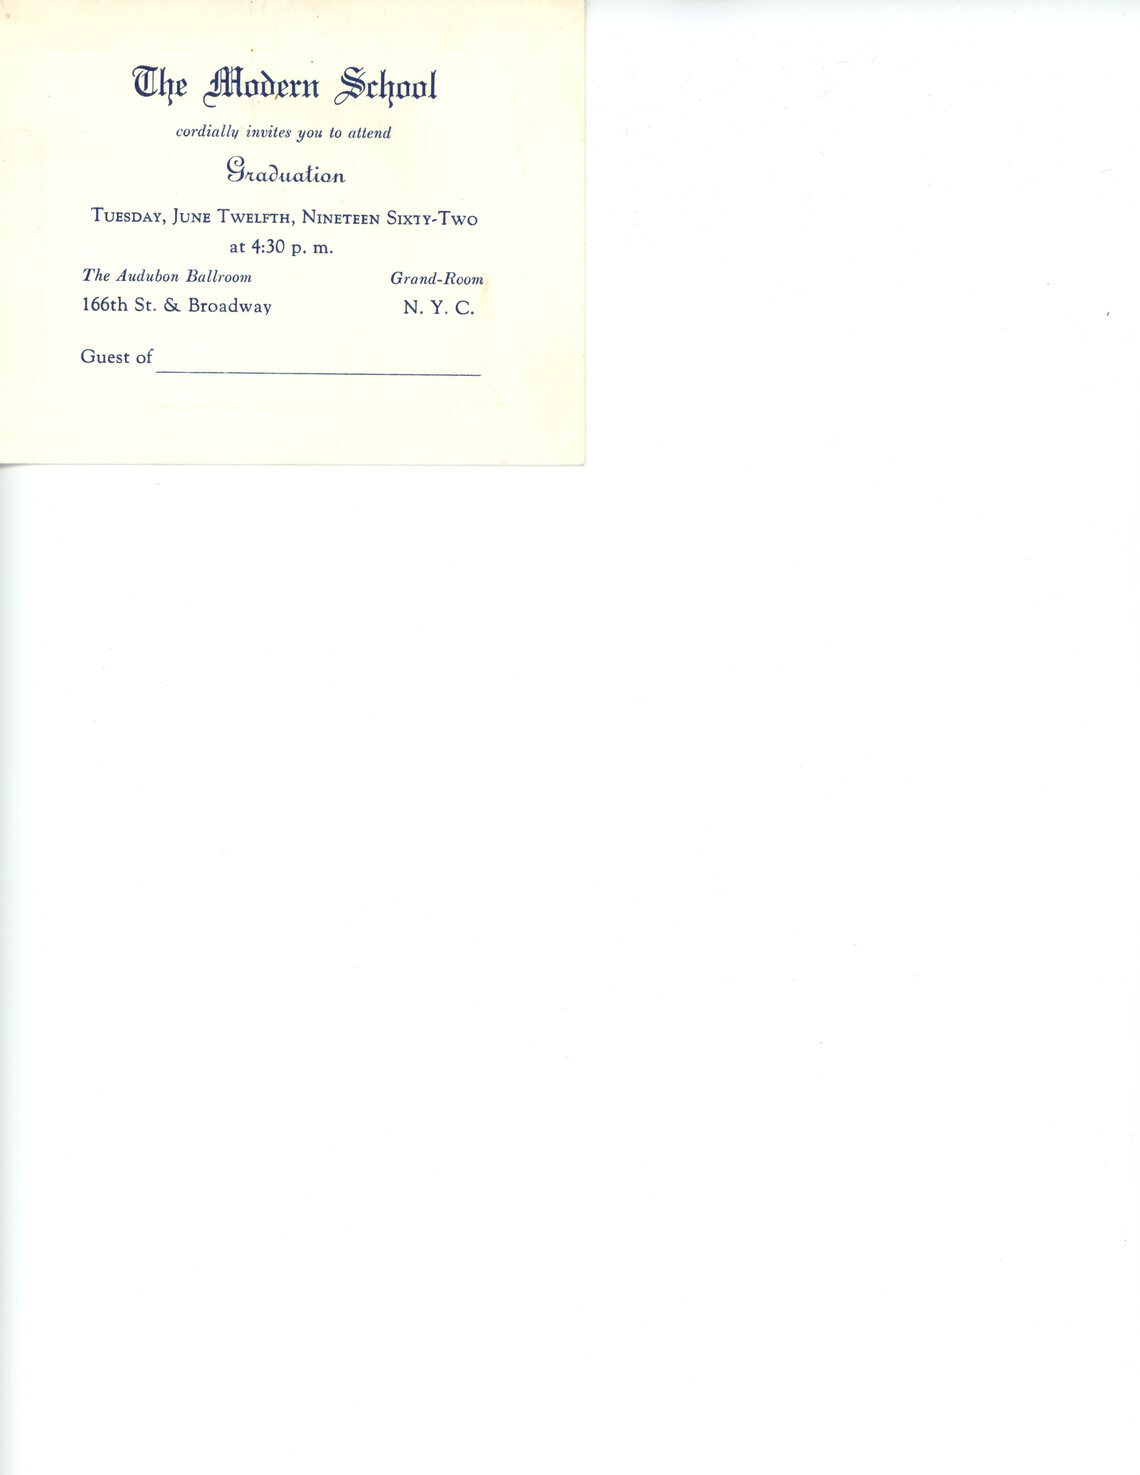 The Modern School
cordially invites you to attend
Graduation
Tuesday, June Twelfth, Nineteen Sixty-Two
at 4:30 p. m.
The Audubon Ballroom Grand-Room
166th St. & Broadway N. Y. C.
Guest of